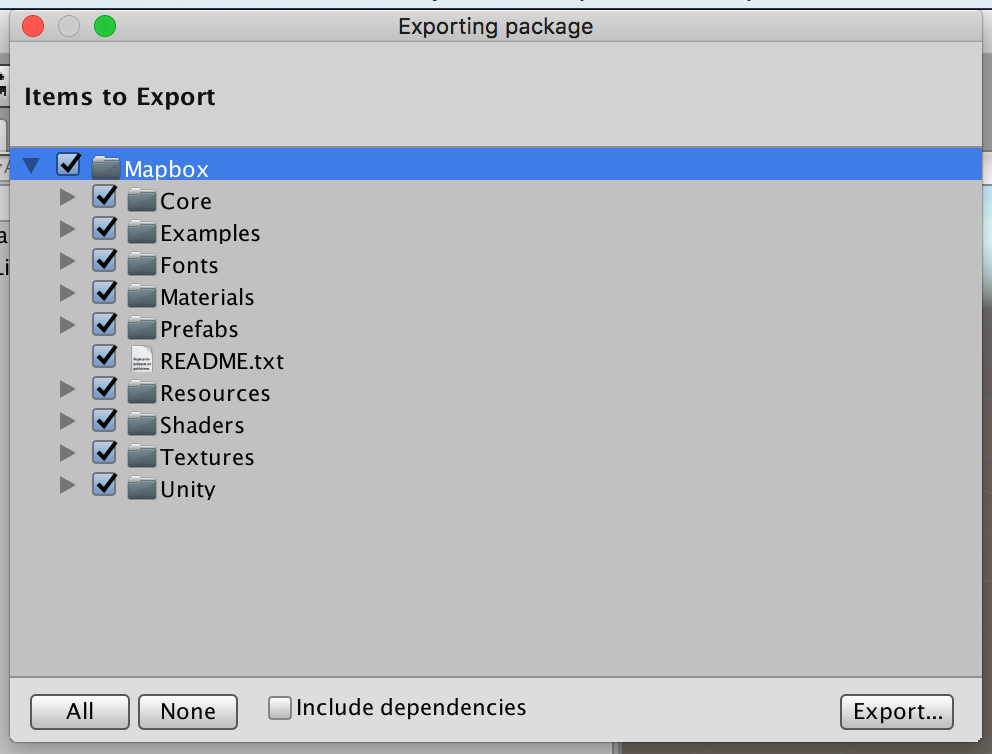 Exporting package
Items to Export
Mapbox
Core
Examples
Fonts
Materials
Prefabs
README.txt
Resources
Shaders
Textures
Unity
All
None
Include dependencies
Export...